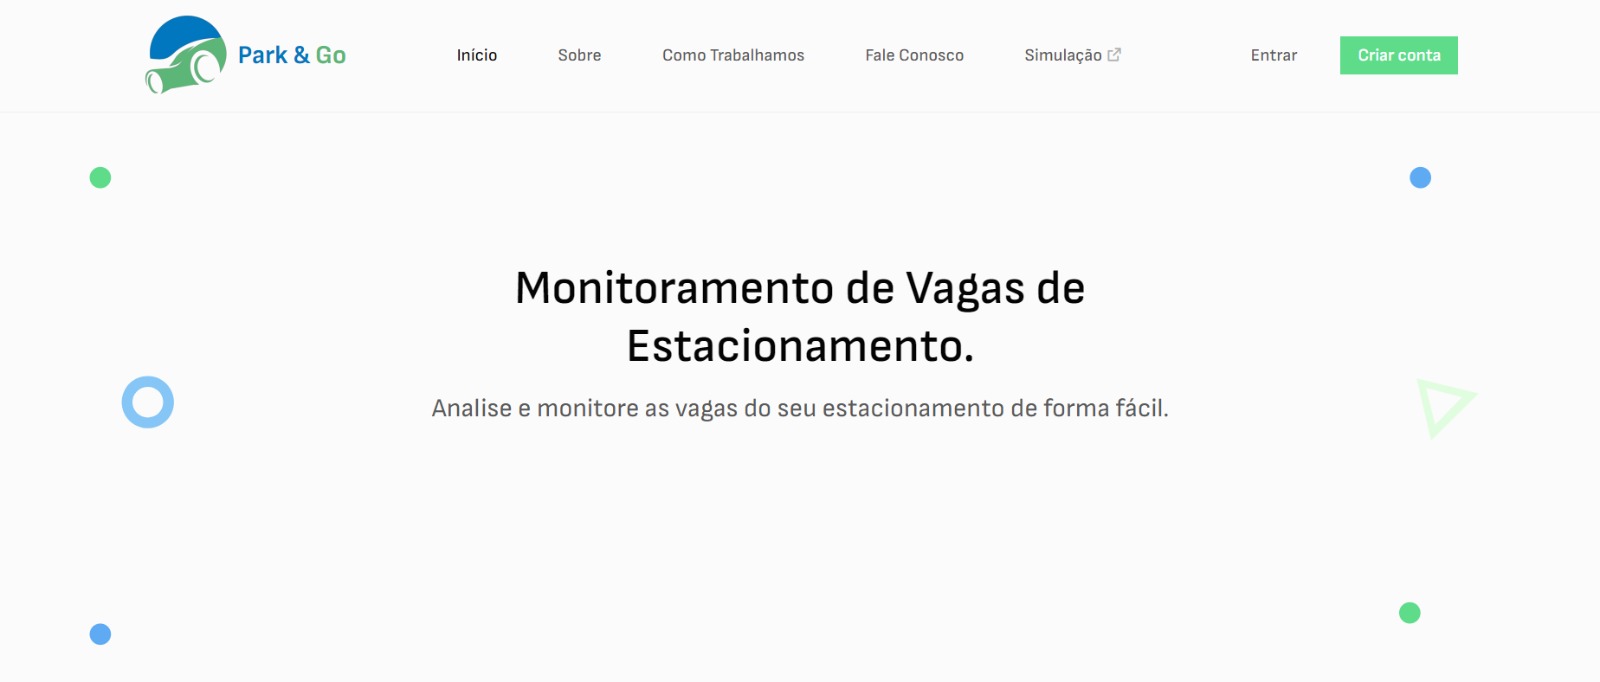 Park & Go
Início
Sobre
Como Trabalhamos
Fale Conosco
Simulação
Entrar
Criar conta
Monitoramento de Vagas de
Estacionamento.
Analise e monitore as vagas do seu estacionamento de forma fácil.